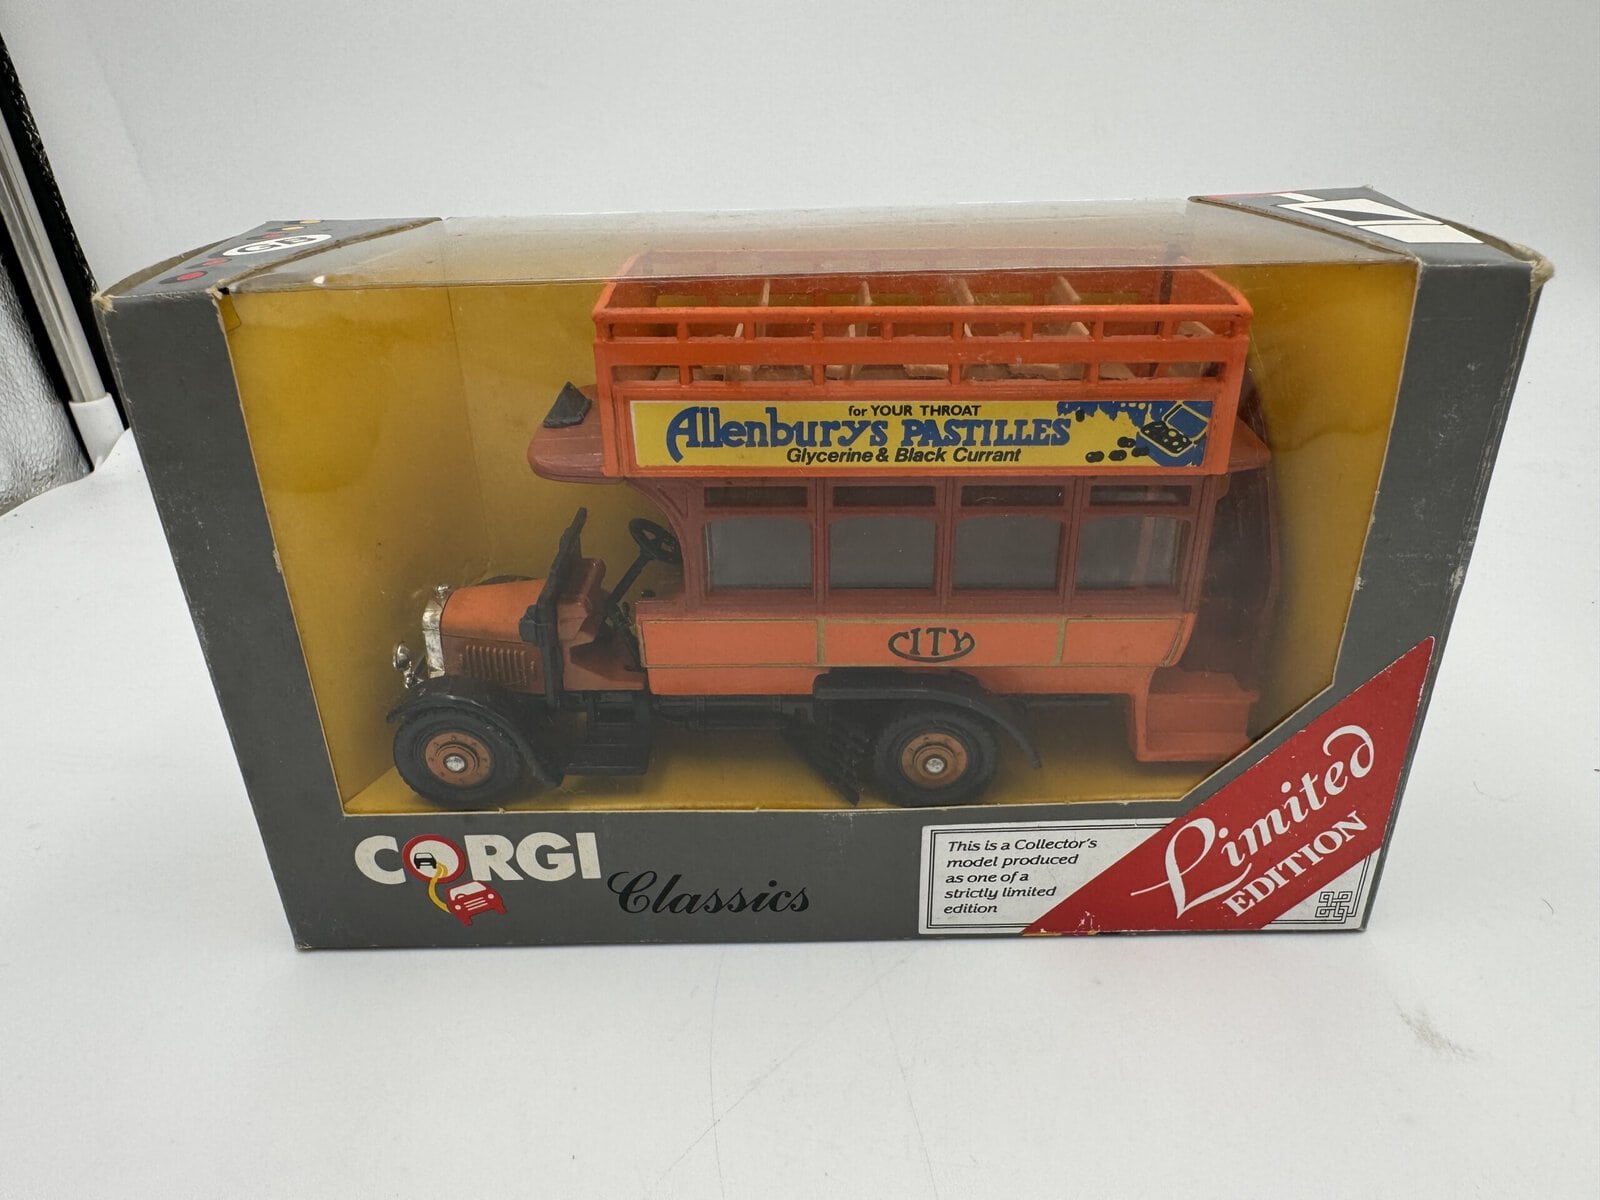 for YOUR THROAT
Allenburys PASTILLES
Glycerine & Black Currant
CITY
CORGI
Classics
This is a Collector's
model produced
as one of a
strictly limited
edition
Limited
EDITION